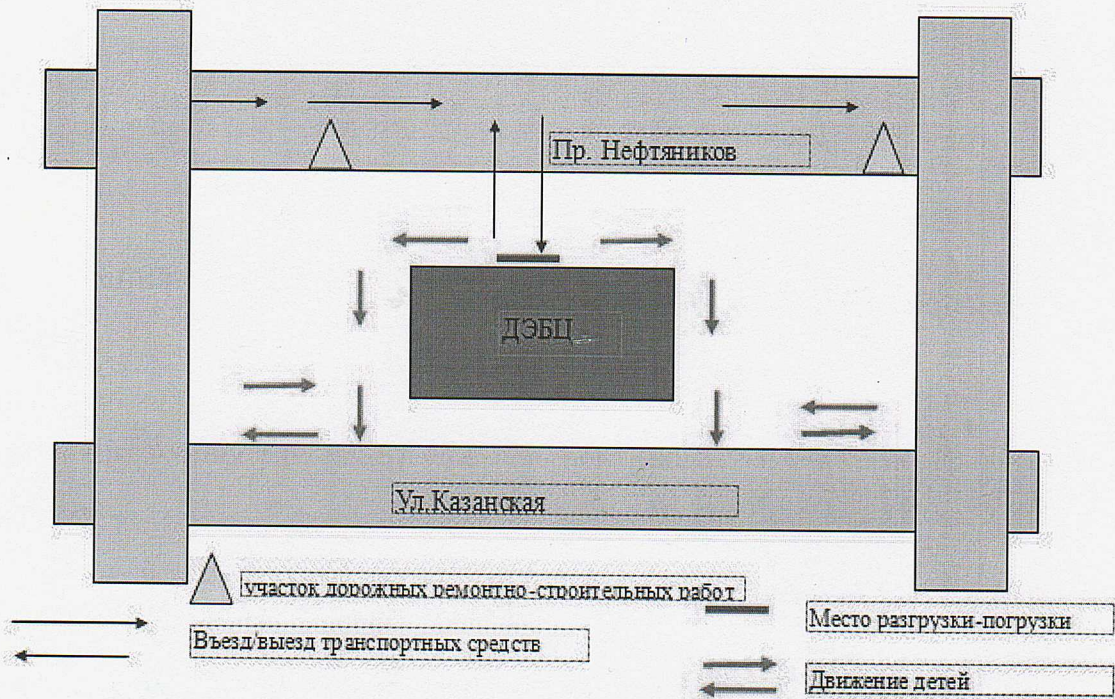 Пр. Нефтяников
ДЭБЦ
Ул.Казанская
участок дорожных ремонтно-строительных работ
Въезд/выезд транспортных средств
Место разгрузки-погрузки
Движение детей